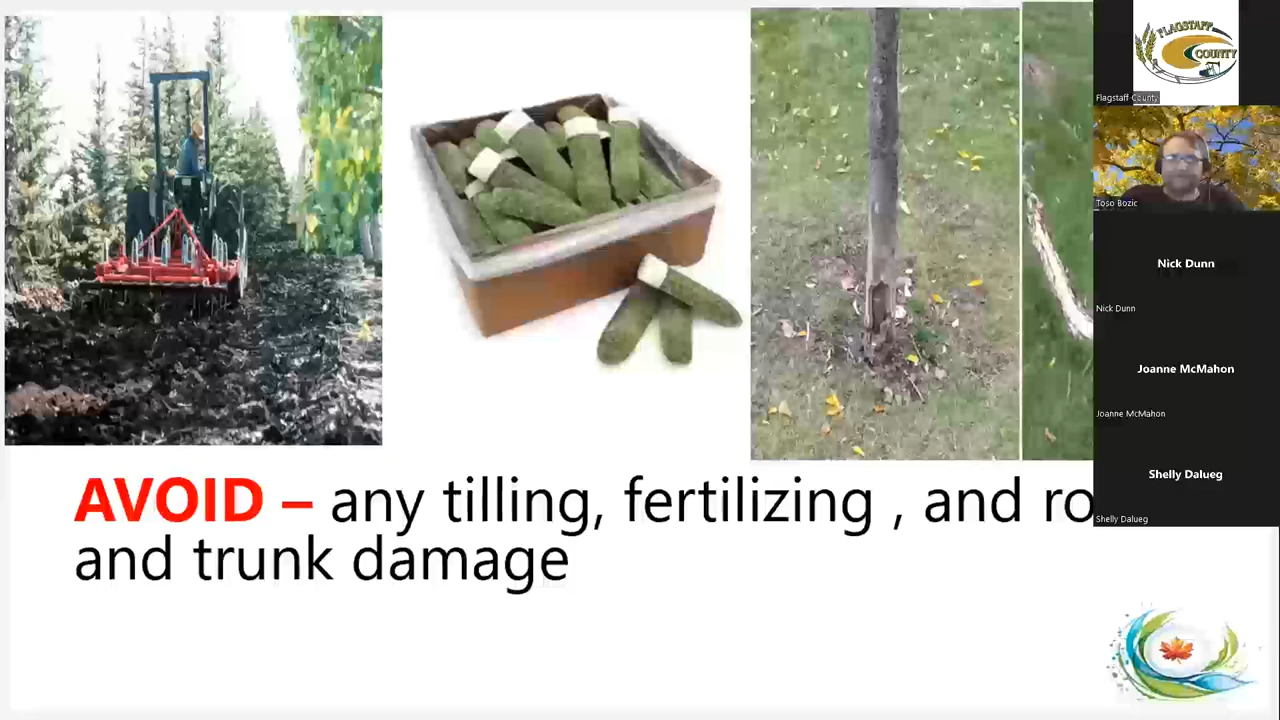 FLAGSTAFF
COUNTY
Flagstaff County
Toso Bozic
Nick Dunn
Nick Dunn
Joanne McMahon
Joanne McMahon
Shelly Dalueg
Shelly Dalueg
AVOID – any tilling, fertilizing , and ro
and trunk damage